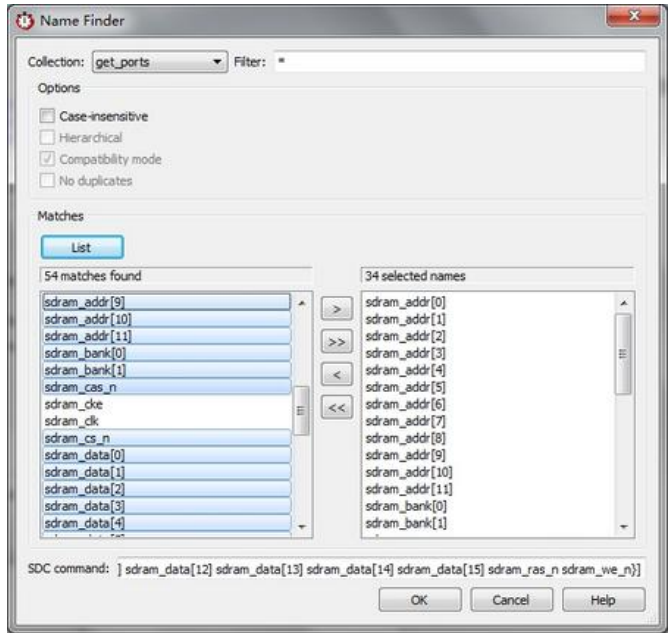 Name Finder
Collection: get_ports Filter: *
Options
Case-insensitive
Hierarchical
Compatibility mode
No duplicates
Matches
List
54 matches found
34 selected names
sdram_addr[9]
sdram_addr[10]
sdram_addr[11]
sdram_bank[0]
sdram_bank[1]
sdram_cas_n
sdram_cke
sdram_clk
sdram_cs_n
sdram_data[0]
sdram_data[1]
sdram_data[2]
sdram_data[3]
sdram_data[4]
>
>>
<
<<
sdram_addr[0]
sdram_addr[1]
sdram_addr[2]
sdram_addr[3]
sdram_addr[4]
sdram_addr[5]
sdram_addr[6]
sdram_addr[7]
sdram_addr[8]
sdram_addr[9]
sdram_addr[10]
sdram_addr[11]
sdram_bank[0]
sdram_bank[1]
SDC command: ] sdram_data[12] sdram_data[13] sdram_data[14] sdram_data[15] sdram_ras_n sdram_we_n}]
OK Cancel Help